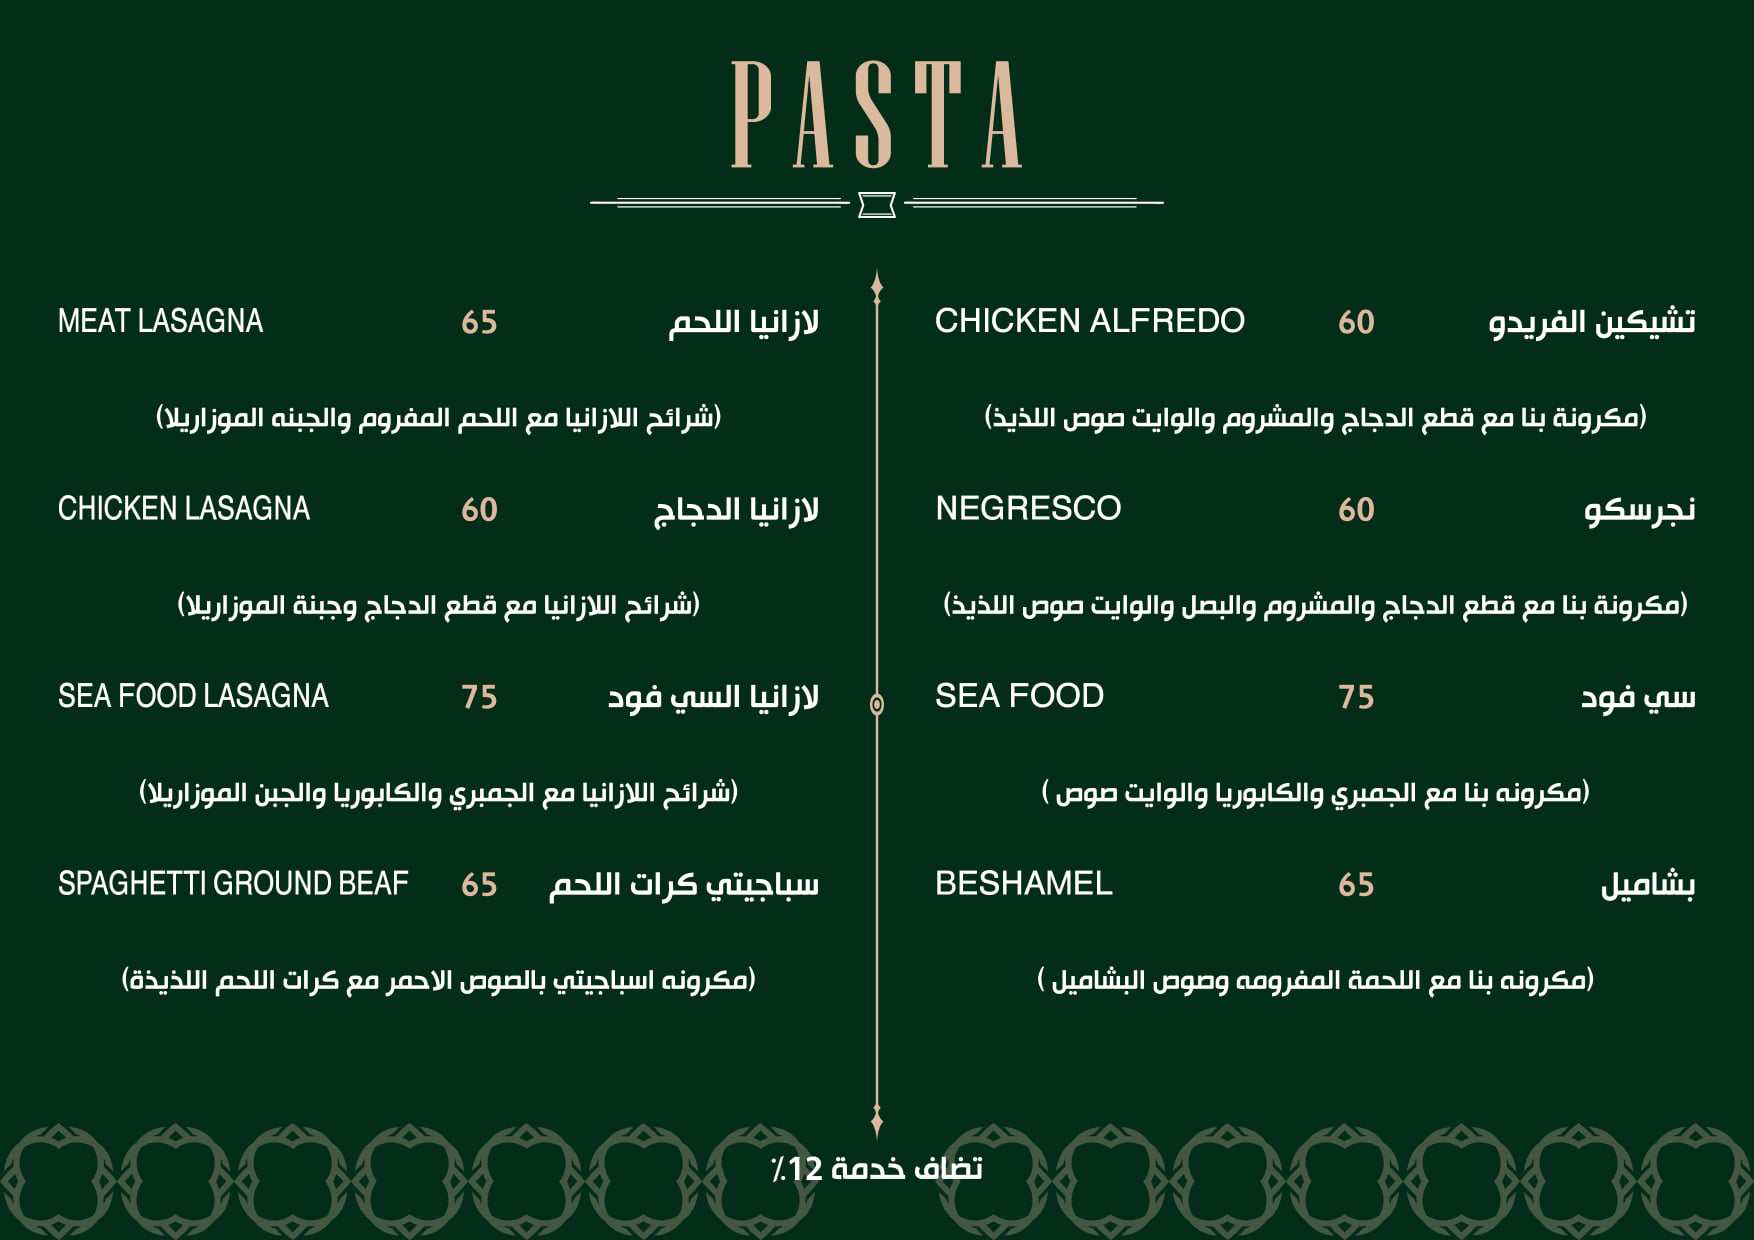 PASTA
MEAT LASAGNA 65 لازانيا اللحم
(شرائح اللازانيا مع اللحم المفروم والجبنه الموزاريلا)
CHICKEN LASAGNA 60 لازانيا الدجاج
(شرائح اللازانيا مع قطع الدجاج وجبنة الموزاريلا)
SEA FOOD LASAGNA 75 لازانيا السي فود
(شرائح اللازانيا مع الجمبري والكابوريا والجبن الموزاريلا)
SPAGHETTI GROUND BEAF 65 سباجيتي كرات اللحم
(مكرونه اسباجيتي بالصوص الاحمر مع كرات اللحم اللذيذة)
CHICKEN ALFREDO 60 تشيكين الفريدو
(مكرونة بنا مع قطع الدجاج والمشروم والوايت صوص اللذيذ)
NEGRESCO 60 نجرسكو
(مكرونة بنا مع قطع الدجاج والمشروم والبصل والوايت صوص اللذيذ)
SEA FOOD 75 سي فود
(مكرونه بنا مع الجمبري والكابوريا والوايت صوص )
BESHAMEL 65 بشاميل
(مكرونه بنا مع اللحمة المفرومه وصوص البشاميل )
تضاف خدمة 12٪